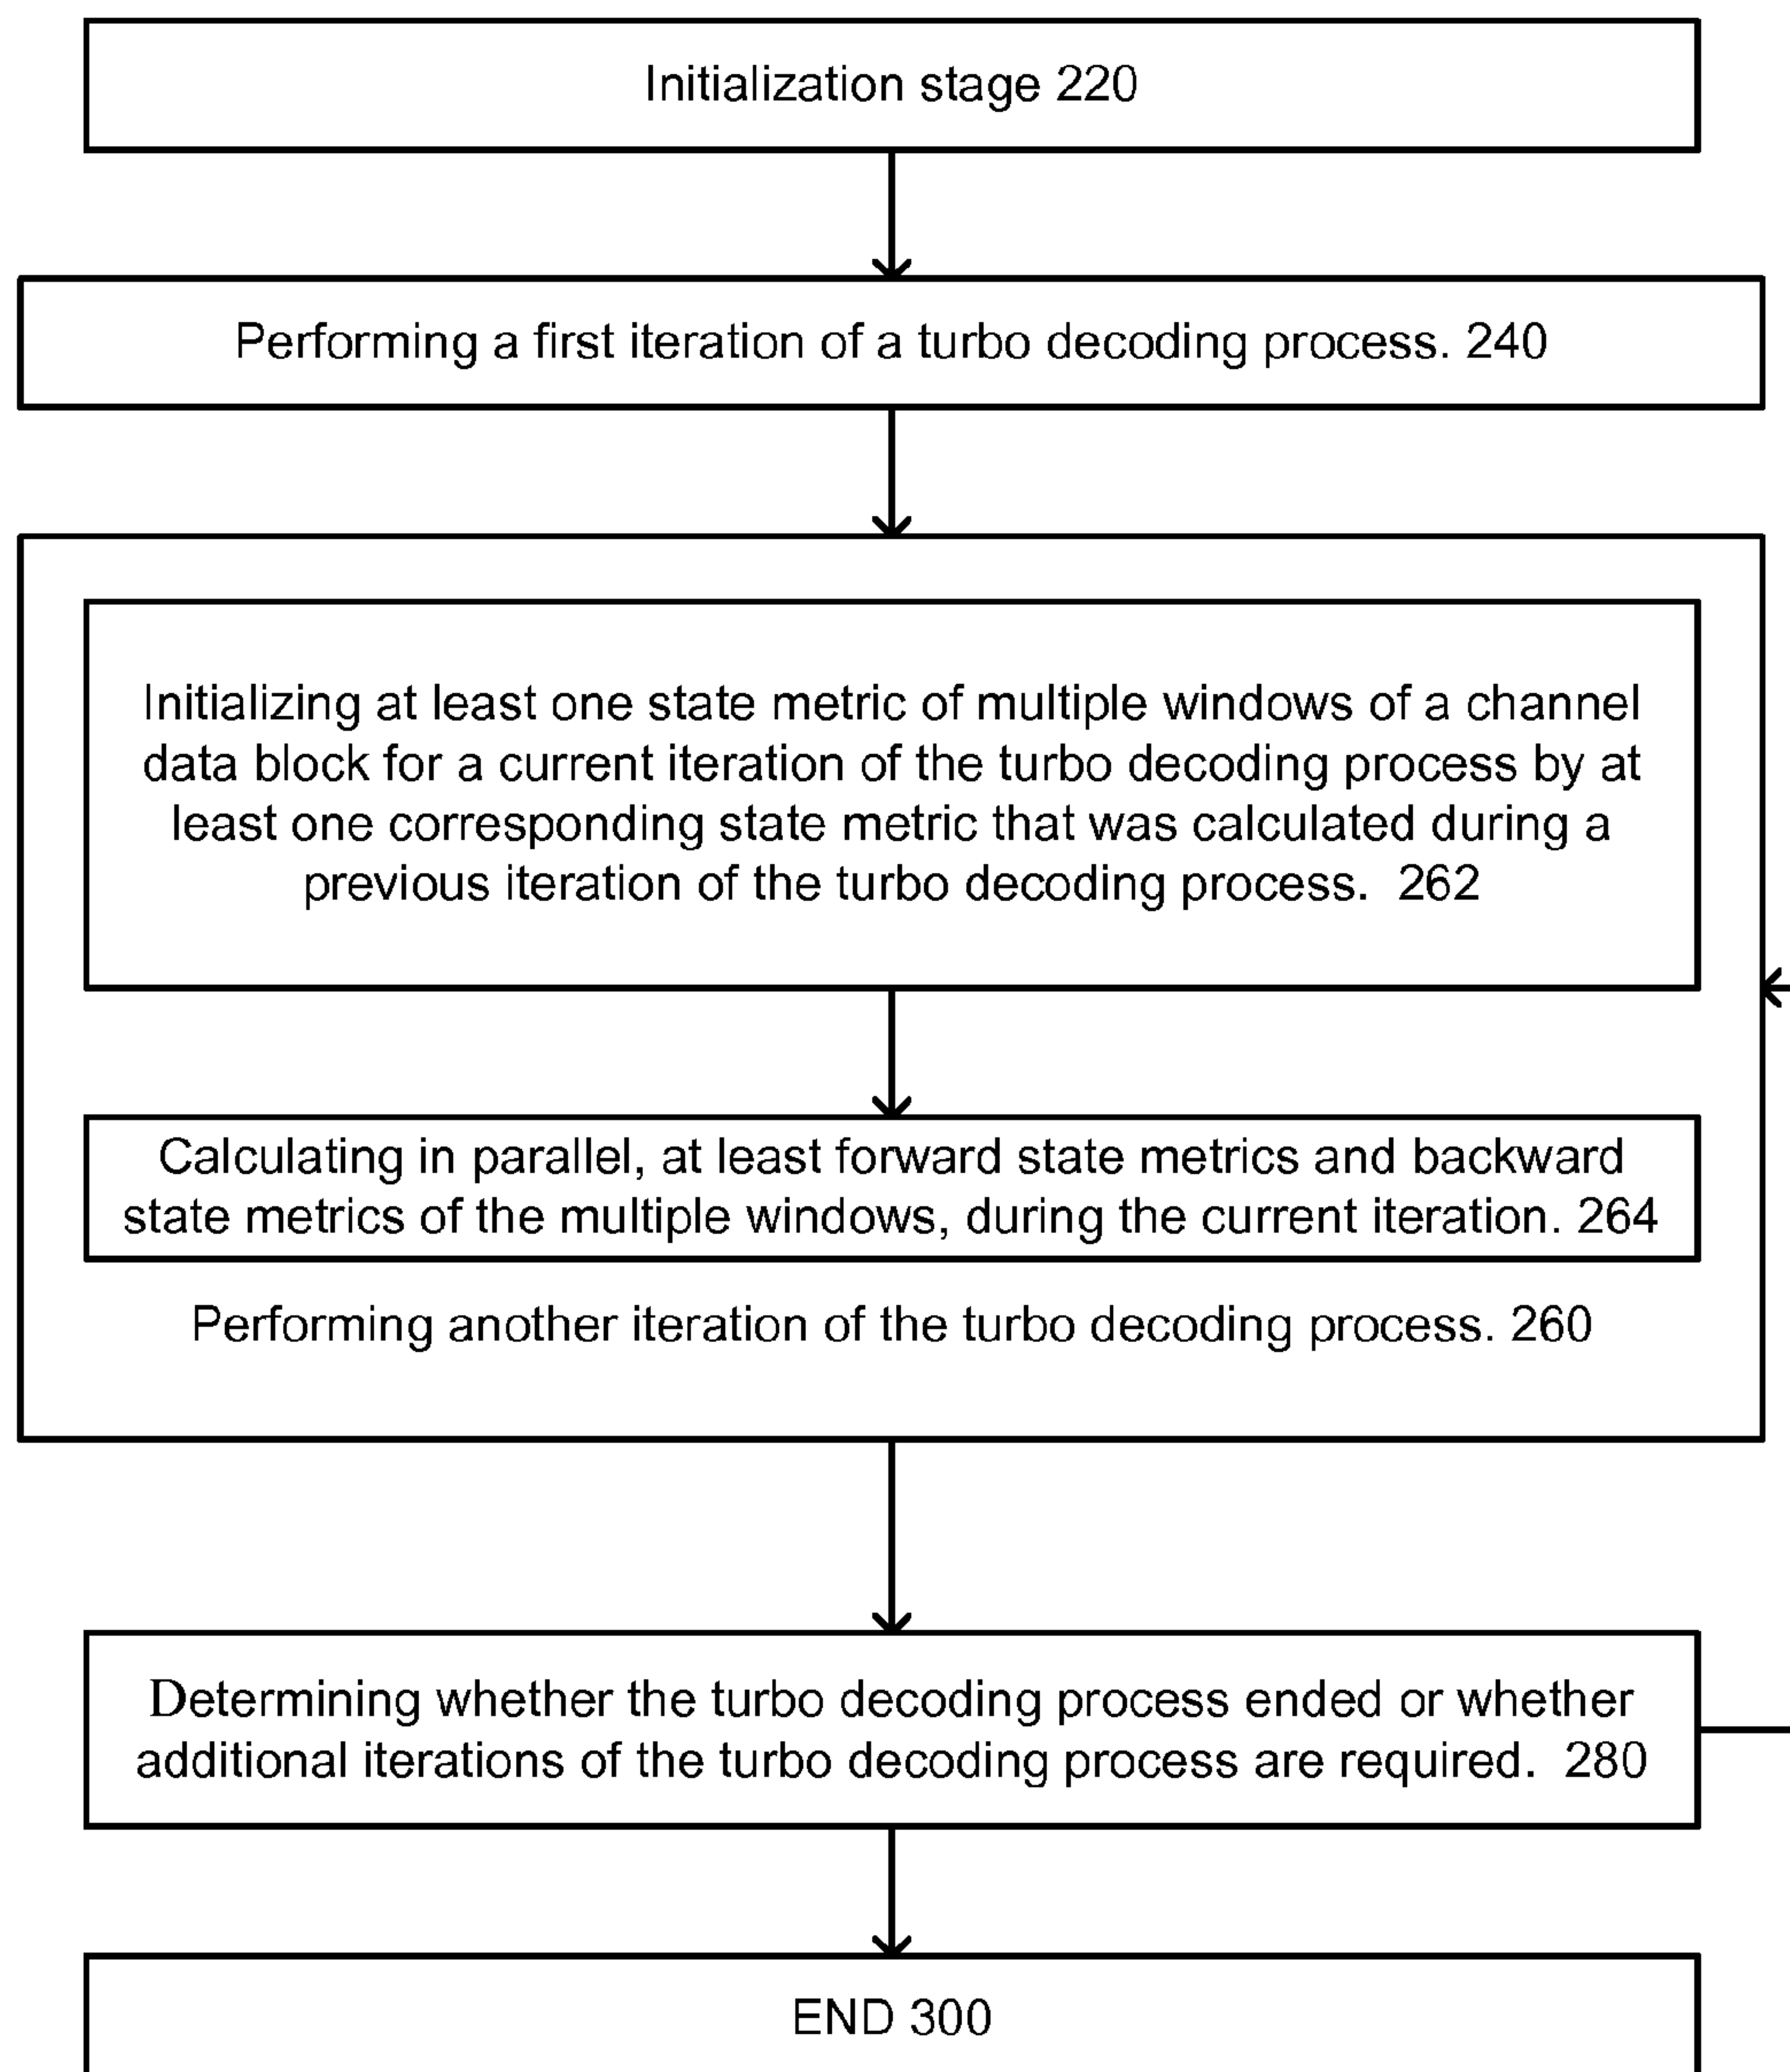 Initialization stage 220
Performing a first iteration of a turbo decoding process. 240
Initializing at least one state metric of multiple windows of a channel
data block for a current iteration of the turbo decoding process by at
least one corresponding state metric that was calculated during a
previous iteration of the turbo decoding process. 262
Calculating in parallel, at least forward state metrics and backward
state metrics of the multiple windows, during the current iteration. 264
Performing another iteration of the turbo decoding process. 260
Determining whether the turbo decoding process ended or whether
additional iterations of the turbo decoding process are required. 280
END 300